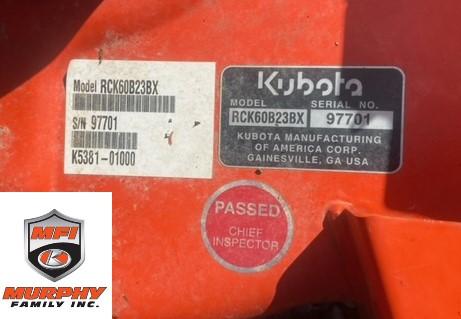 Model RCK60B23BX
S/N 97701
K5381-01000
Kubota
MODEL SERIAL NO.
RCK60B23BX 97701
KUBOTA MANUFACTURING
OF AMERICA CORP.
GAINESVILLE, GA USA
PASSED
CHIEF
INSPECTOR
MFI
MURPHY
FAMILY INC.